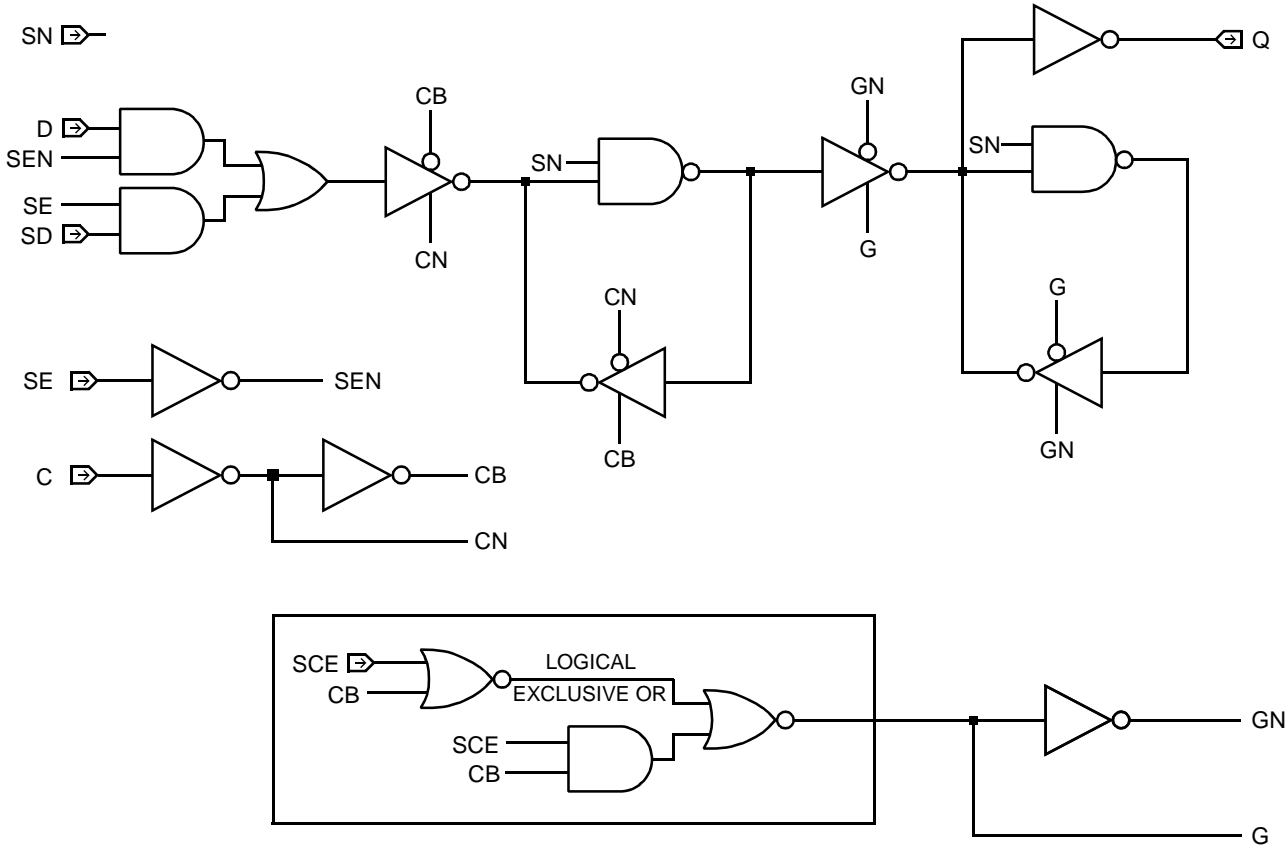 SN
Q
CB
GN
D
SEN
SN
SN
SE
SD
CN
G
CN
G
SE
SEN
CB
GN
C
CB
CN
SCE
LOGICAL
CB
EXCLUSIVE OR
SCE
CB
GN
G